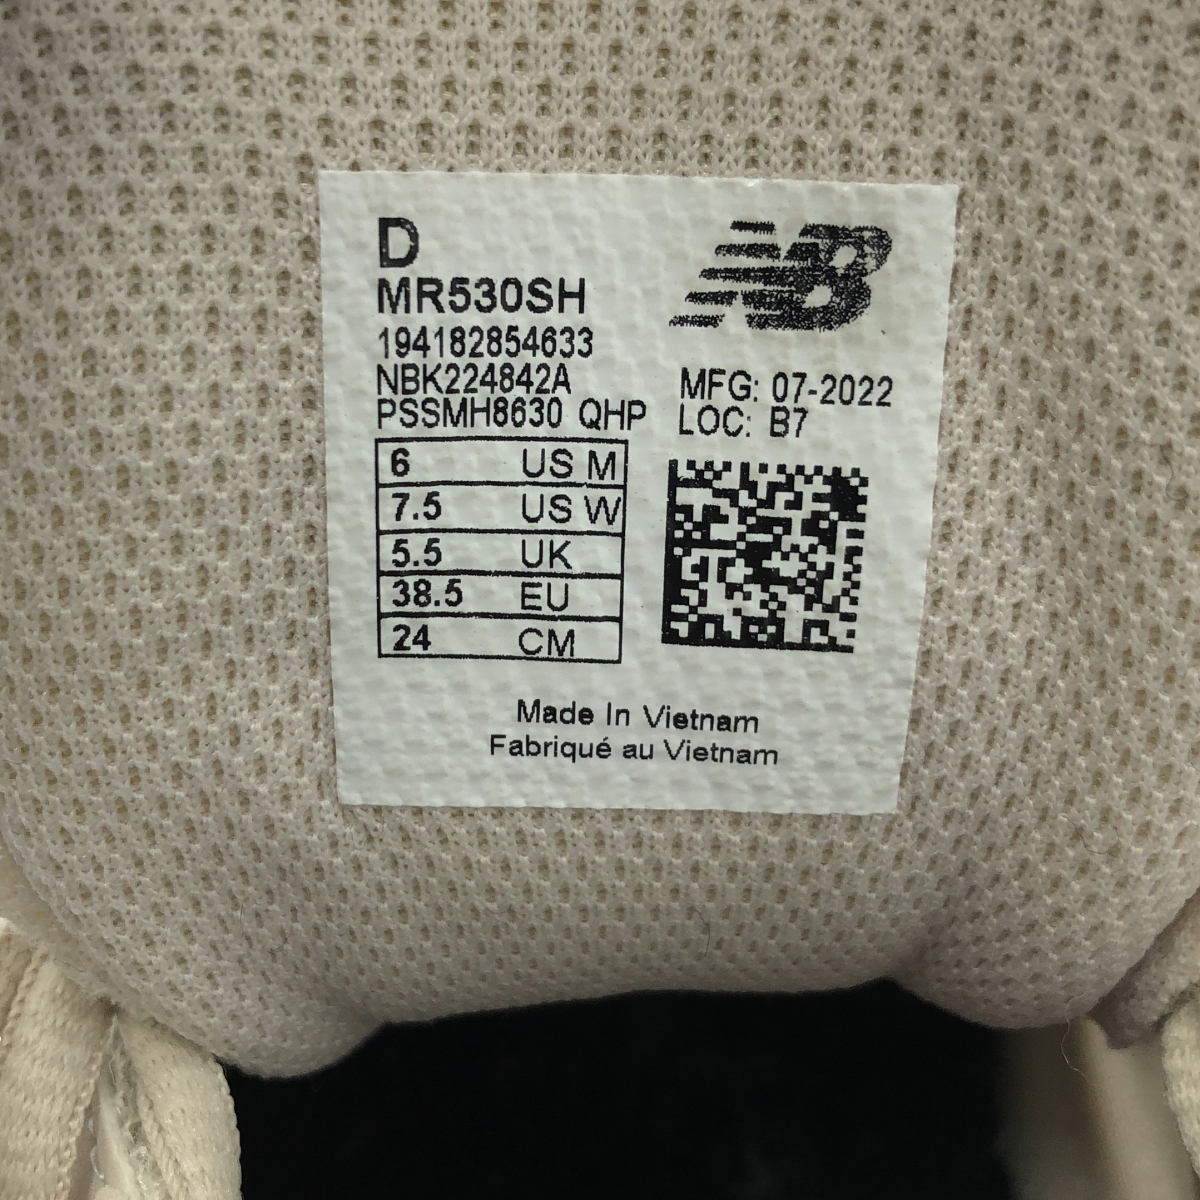 D
NB
MR530SH
194182854633
NBK224842A
PSSMH8630 QHP
MFG: 07-2022
LOC: B7
6 US M
7.5 US W
5.5 UK
38.5 EU
24 CM
Made In Vietnam
Fabriqué au Vietnam